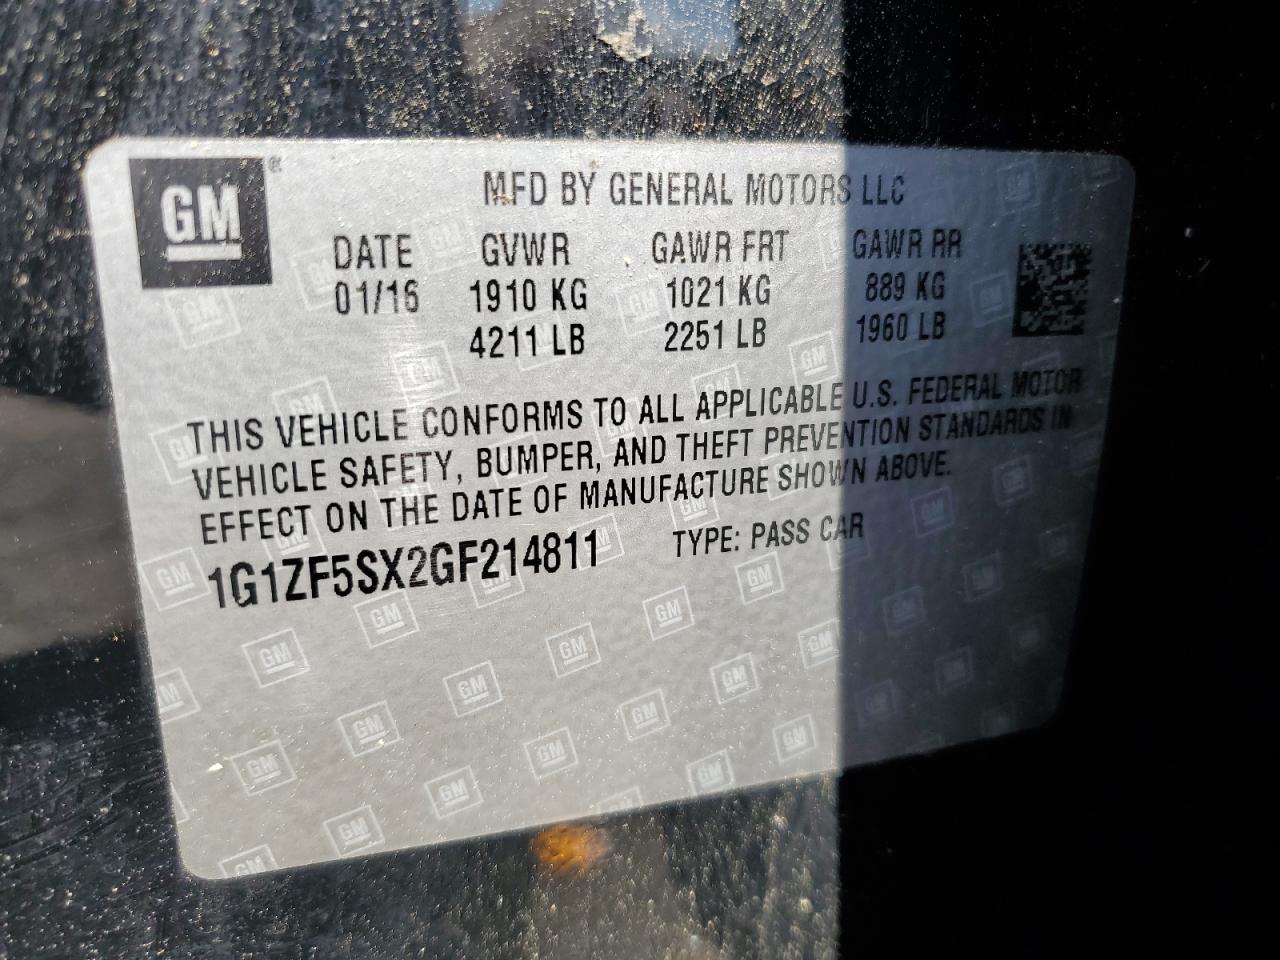 GM®
MFD BY GENERAL MOTORS LLC
DATE GVWR GAWR FRT GAWR RR
01/16 1910 KG 1021 KG 889 KG
4211 LB 2251 LB 1960 LB
THIS VEHICLE CONFORMS TO ALL APPLICABLE U.S. FEDERAL MOTOR
VEHICLE SAFETY, BUMPER, AND THEFT PREVENTION STANDARDS IN
EFFECT ON THE DATE OF MANUFACTURE SHOWN ABOVE.
1G1ZF5SX2GF214811 TYPE: PASS CAR